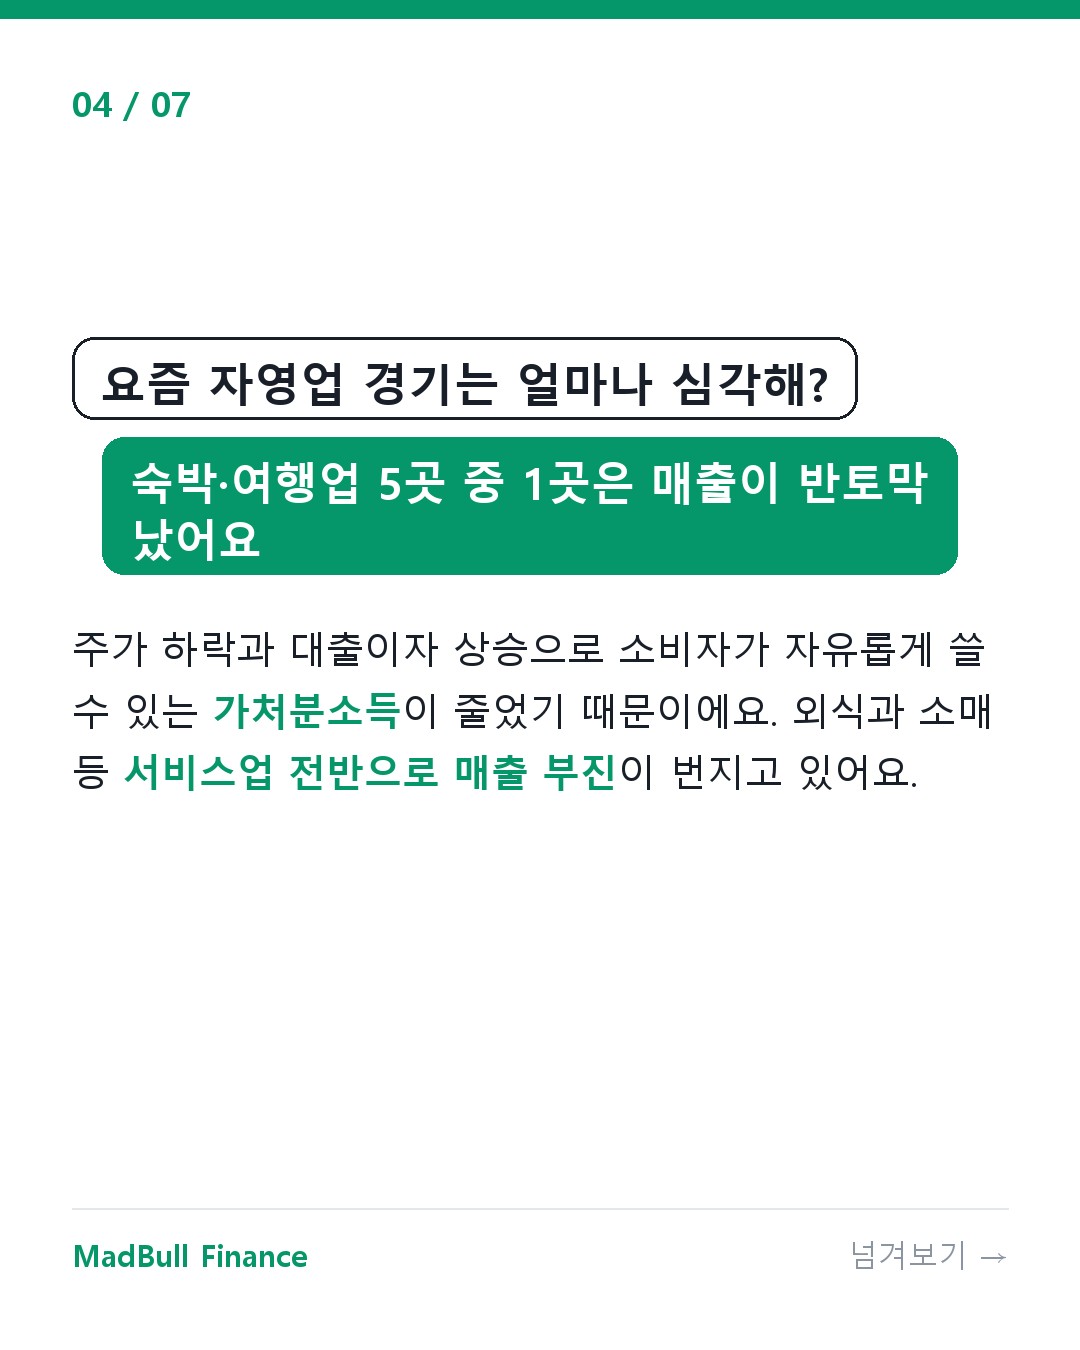 04 / 07
요즘 자영업 경기는 얼마나 심각해?
숙박·여행업 5곳 중 1곳은 매출이 반토막
났어요
주가 하락과 대출이자 상승으로 소비자가 자유롭게 쓸
수 있는 가처분소득이 줄었기 때문이에요. 외식과 소매
등 서비스업 전반으로 매출 부진이 번지고 있어요.
MadBull Finance
넘겨보기 →